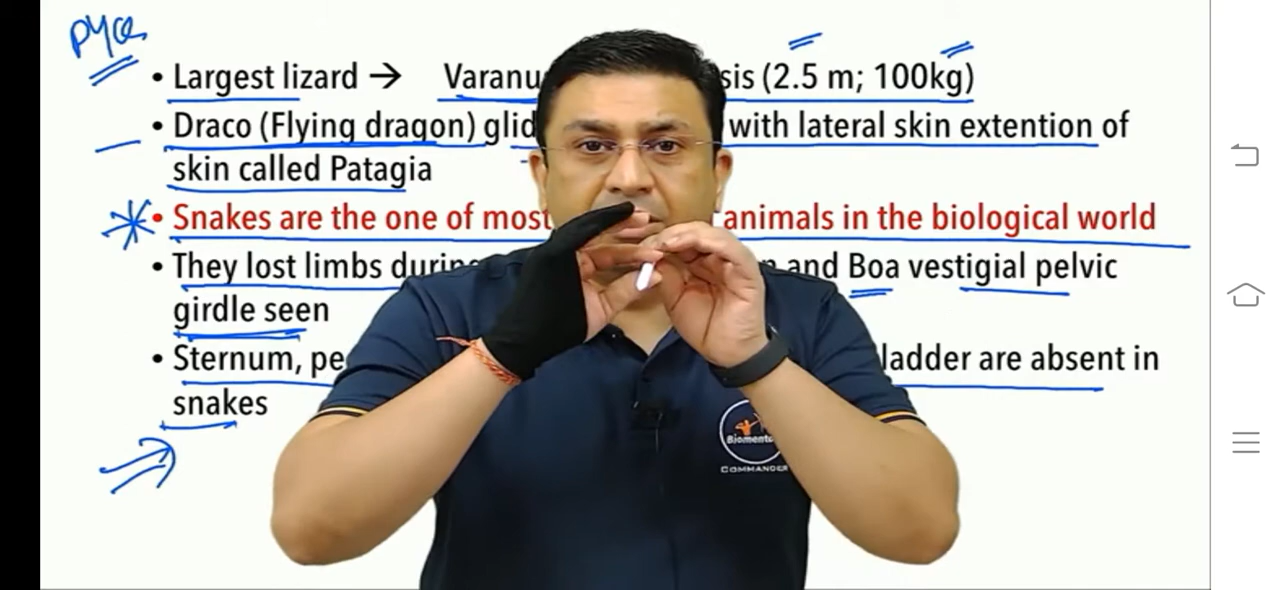 PYQs
• Largest lizard → Varanu sis (2.5 m; 100kg)
• Draco (Flying dragon) glid with lateral skin extention of
skin called Patagia
• Snakes are the one of most animals in the biological world
• They lost limbs during and Boa vestigial pelvic
girdle seen
• Sternum, pe ladder are absent in
snakes
Biomentors
COMMANDER